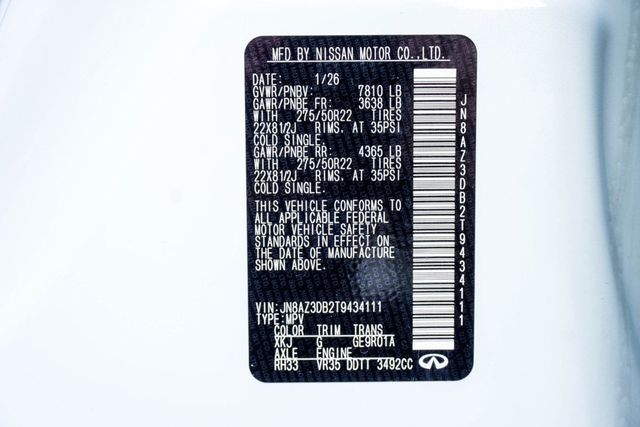 MFD BY NISSAN MOTOR CO.,LTD.
DATE: 1/26
GVWR/PNBV: 7810 LB
GAWR/PNBE FR: 3638 LB
WITH 275/50R22 TIRES
22X81/2J RIMS. AT 35PSI
COLD SINGLE.
GAWR/PNBE RR: 4365 LB
WITH 275/50R22 TIRES
22X81/2J RIMS. AT 35PSI
COLD SINGLE.
THIS VEHICLE CONFORMS TO
ALL APPLICABLE FEDERAL
MOTOR VEHICLE SAFETY
STANDARDS IN EFFECT ON
THE DATE OF MANUFACTURE
SHOWN ABOVE.
VIN:JN8AZ3DB2T9434111
TYPE:MPV
COLOR TRIM TRANS
XKJ G GE9R01A
AXLE ENGINE
RH33 VR35 DDTT 3492CC
JN8AZ3DB2T9434111